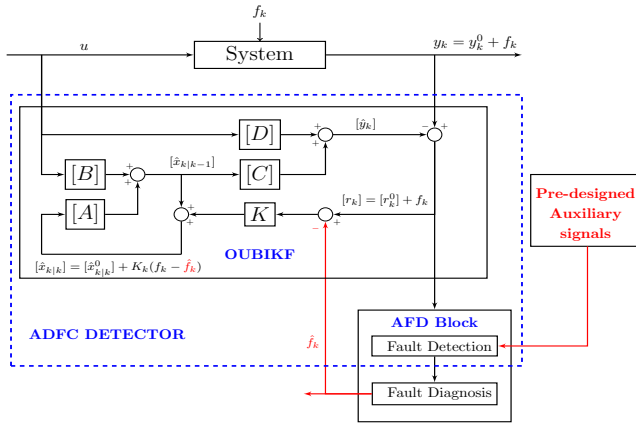 f_k
u
System
y_k = y_k^0 + f_k
[D]
[ŷ_k]
− +
+
+
[B]
+
+
[x̂_{k|k−1}]
[C]
[A]
+
+
K
−
+
[r_k] = [r_k^0] + f_k
Pre-designed
Auxiliary
signals
OUBIKF
[x̂_{k|k}] = [x̂_{k|k}^0] + K_k(f_k − f̂_k)
AFD Block
ADFC DETECTOR
f̂_k
Fault Detection
Fault Diagnosis